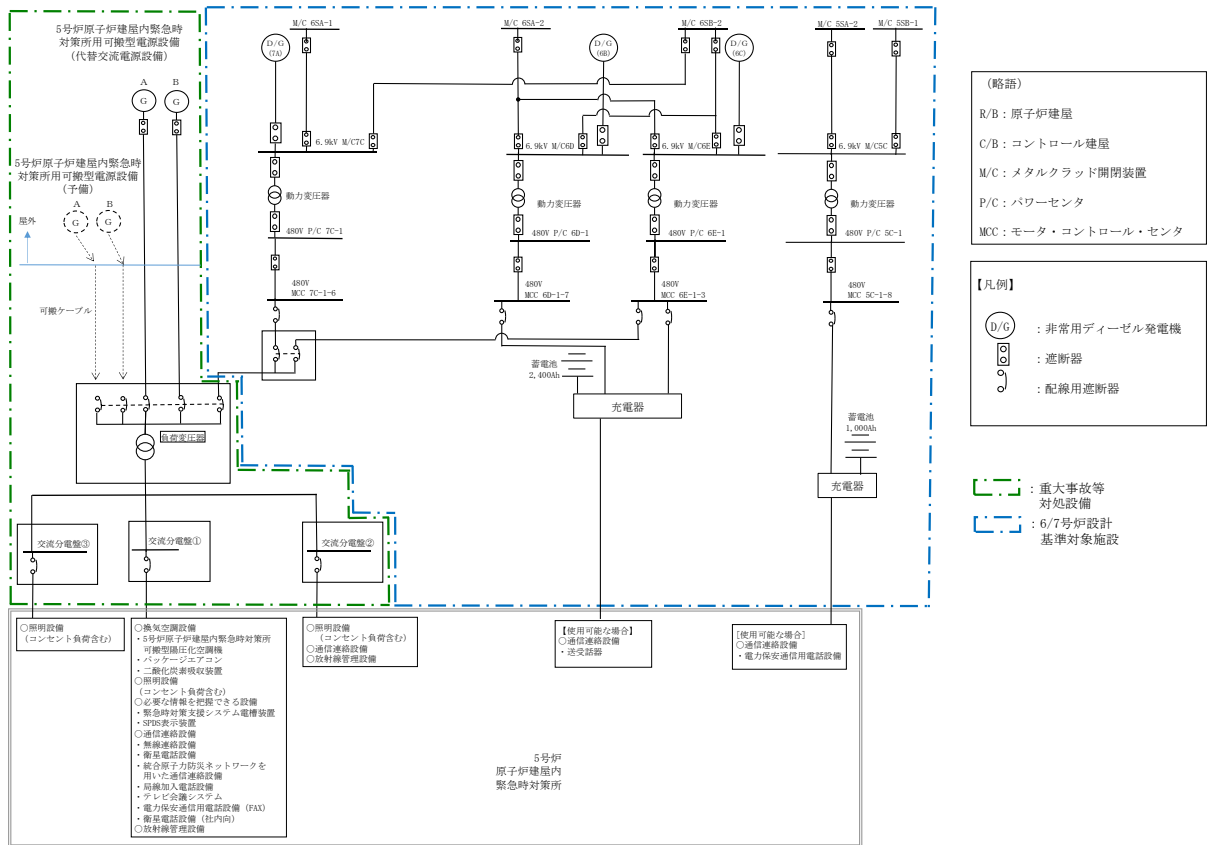 5号炉原子炉建屋内緊急時
対策所用可搬型電源設備
(代替交流電源設備)
A
B
G
G
5号炉原子炉建屋内緊急時
対策所用可搬型電源設備
(予備)
A
B
G
G
屋外
可搬ケーブル
負荷変圧器
交流分電盤③
交流分電盤①
交流分電盤②
M/C 6SA-1
M/C 6SA-2
M/C 6SB-2
M/C 5SA-2
M/C 5SB-1
D/G
(7A)
D/G
(6B)
D/G
(6C)
6.9kV M/C7C
6.9kV M/C6D
6.9kV M/C6E
6.9kV M/C5C
動力変圧器
動力変圧器
動力変圧器
動力変圧器
480V P/C 7C-1
480V P/C 6D-1
480V P/C 6E-1
480V P/C 5C-1
480V
MCC 7C-1-6
480V
MCC 6D-1-7
480V
MCC 6E-1-3
480V
MCC 5C-1-8
蓄電池
2,400Ah
充電器
蓄電池
1,000Ah
充電器
(略語)
R/B：原子炉建屋
C/B：コントロール建屋
M/C：メタルクラッド開閉装置
P/C：パワーセンタ
MCC：モータ・コントロール・センタ
【凡例】
D/G ：非常用ディーゼル発電機
：遮断器
：配線用遮断器
：重大事故等
対処設備
：6/7号炉設計
基準対象施設
○照明設備
(コンセント負荷含む)
○換気空調設備
・5号炉原子炉建屋内緊急時対策所
可搬型陽圧化空調機
・パッケージエアコン
・二酸化炭素吸収装置
○照明設備
(コンセント負荷含む)
○必要な情報を把握できる設備
・緊急時対策支援システム電槽装置
・SPDS表示装置
○通信連絡設備
・無線連絡設備
・衛星電話設備
・統合原子力防災ネットワークを
用いた通信連絡設備
・局線加入電話設備
・テレビ会議システム
・電力保安通信用電話設備 (FAX)
・衛星電話設備 (社内向)
○放射線管理設備
○照明設備
(コンセント負荷含む)
○通信連絡設備
○放射線管理設備
【使用可能な場合】
○通信連絡設備
・送受話器
[使用可能な場合]
○通信連絡設備
・電力保安通信用電話設備
5号炉
原子炉建屋内
緊急時対策所